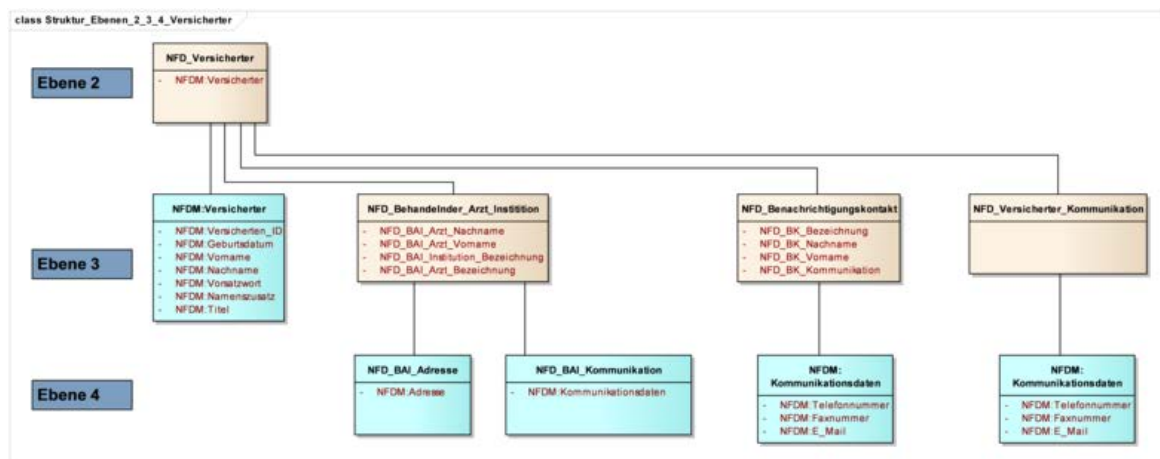 class Struktur_Ebenen_2_3_4_Versicherter
Ebene 2
NFD_Versicherter
- NFDM:Versicherter
Ebene 3
NFDM:Versicherter
- NFDM:Versicherten_ID
- NFDM:Geburtsdatum
- NFDM:Vorname
- NFDM:Nachname
- NFDM:Vorsatzwort
- NFDM:Namenszusatz
- NFDM:Titel
NFD_Behandelnder_Arzt_Institition
- NFD_BAI_Arzt_Nachname
- NFD_BAI_Arzt_Vorname
- NFD_BAI_Institution_Bezeichnung
- NFD_BAI_Arzt_Bezeichnung
NFD_Benachrichtigungskontakt
- NFD_BK_Bezeichnung
- NFD_BK_Nachname
- NFD_BK_Vorname
- NFD_BK_Kommunikation
NFD_Versicherter_Kommunikation
Ebene 4
NFD_BAI_Adresse
- NFDM:Adresse
NFD_BAI_Kommunikation
- NFDM:Kommunikationsdaten
NFDM:
Kommunikationsdaten
- NFDM:Telefonnummer
- NFDM:Faxnummer
- NFDM:E_Mail
NFDM:
Kommunikationsdaten
- NFDM:Telefonnummer
- NFDM:Faxnummer
- NFDM:E_Mail